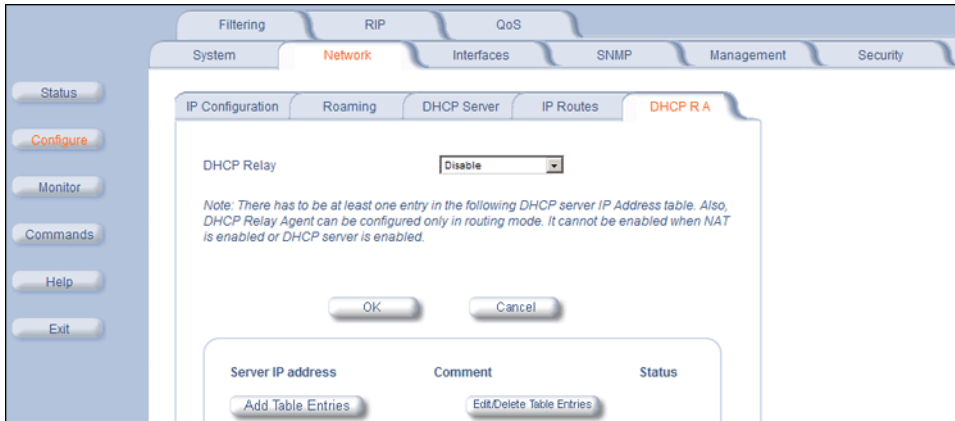 Filtering RIP QoS
System Network Interfaces SNMP Management Security
Status
Configure
Monitor
Commands
Help
Exit
IP Configuration Roaming DHCP Server IP Routes DHCP R A
DHCP Relay Disable
Note: There has to be at least one entry in the following DHCP server IP Address table. Also,
DHCP Relay Agent can be configured only in routing mode. It cannot be enabled when NAT
is enabled or DHCP server is enabled.
OK Cancel
Server IP address Comment Status
Add Table Entries Edit/Delete Table Entries